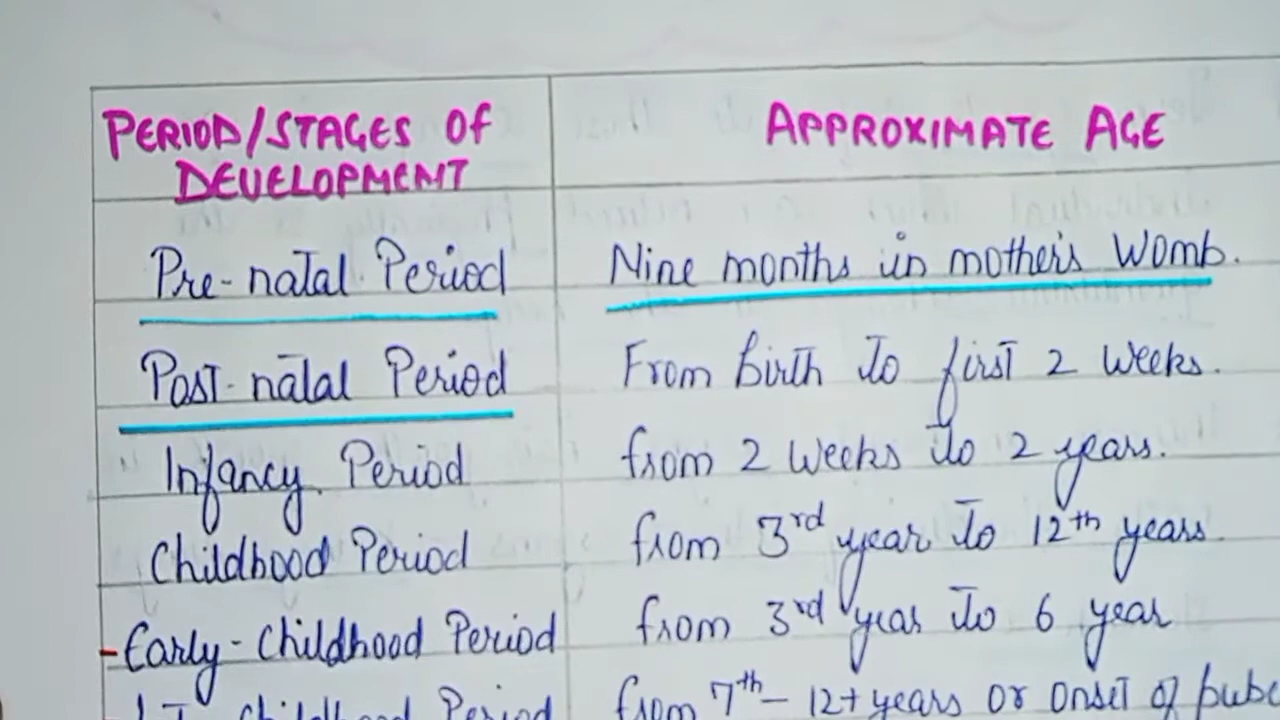 PERIOD/STAGES OF DEVELOPMENT APPROXIMATE AGE
Pre-natal Period Nine months in mother's Womb.
Post-natal Period From birth to first 2 Weeks.
Infancy Period from 2 Weeks to 2 years.
Childhood Period from 3rd year to 12th years.
- Early-Childhood Period from 3rd year to 6 year
Childhood Period from 7th - 12+ years or onset of